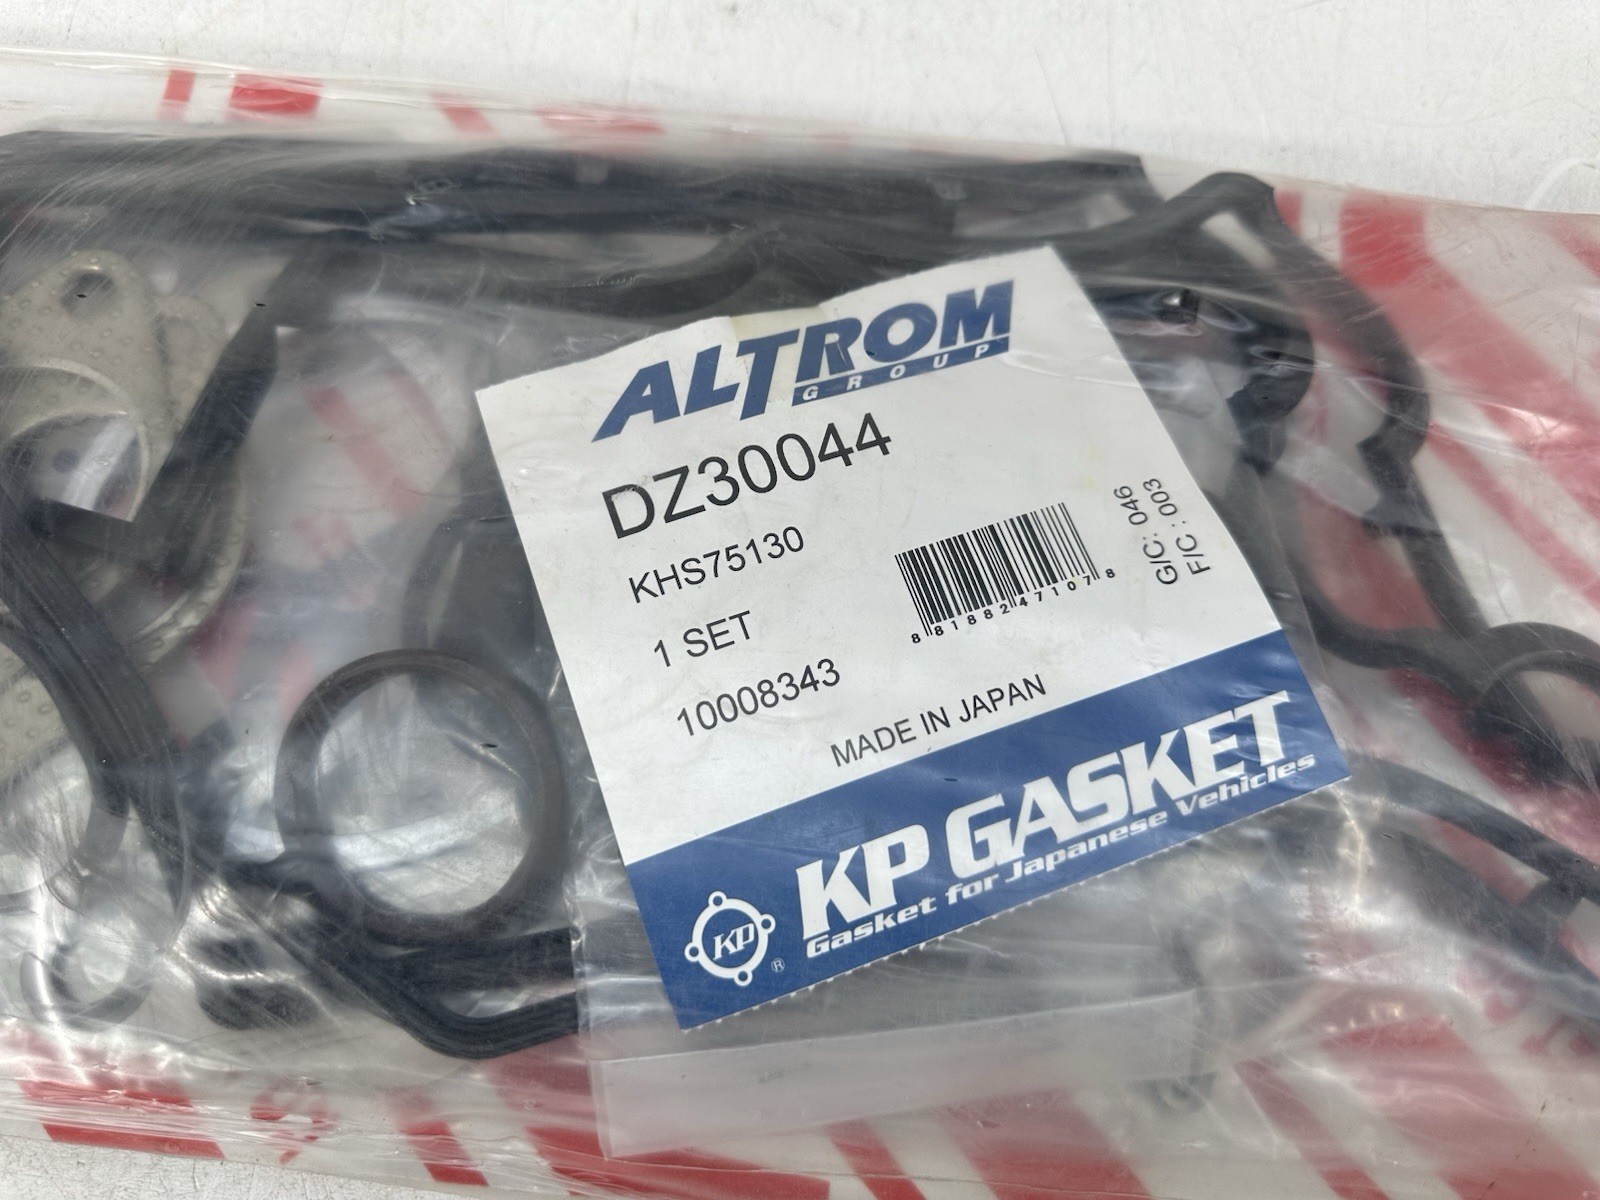 ALTROM
GROUP
DZ30044
KHS75130
1 SET
10008343
8 818824 71078
G/C: 046
F/C : 003
MADE IN JAPAN
KP GASKET
Gasket for Japanese Vehicles
KP ®